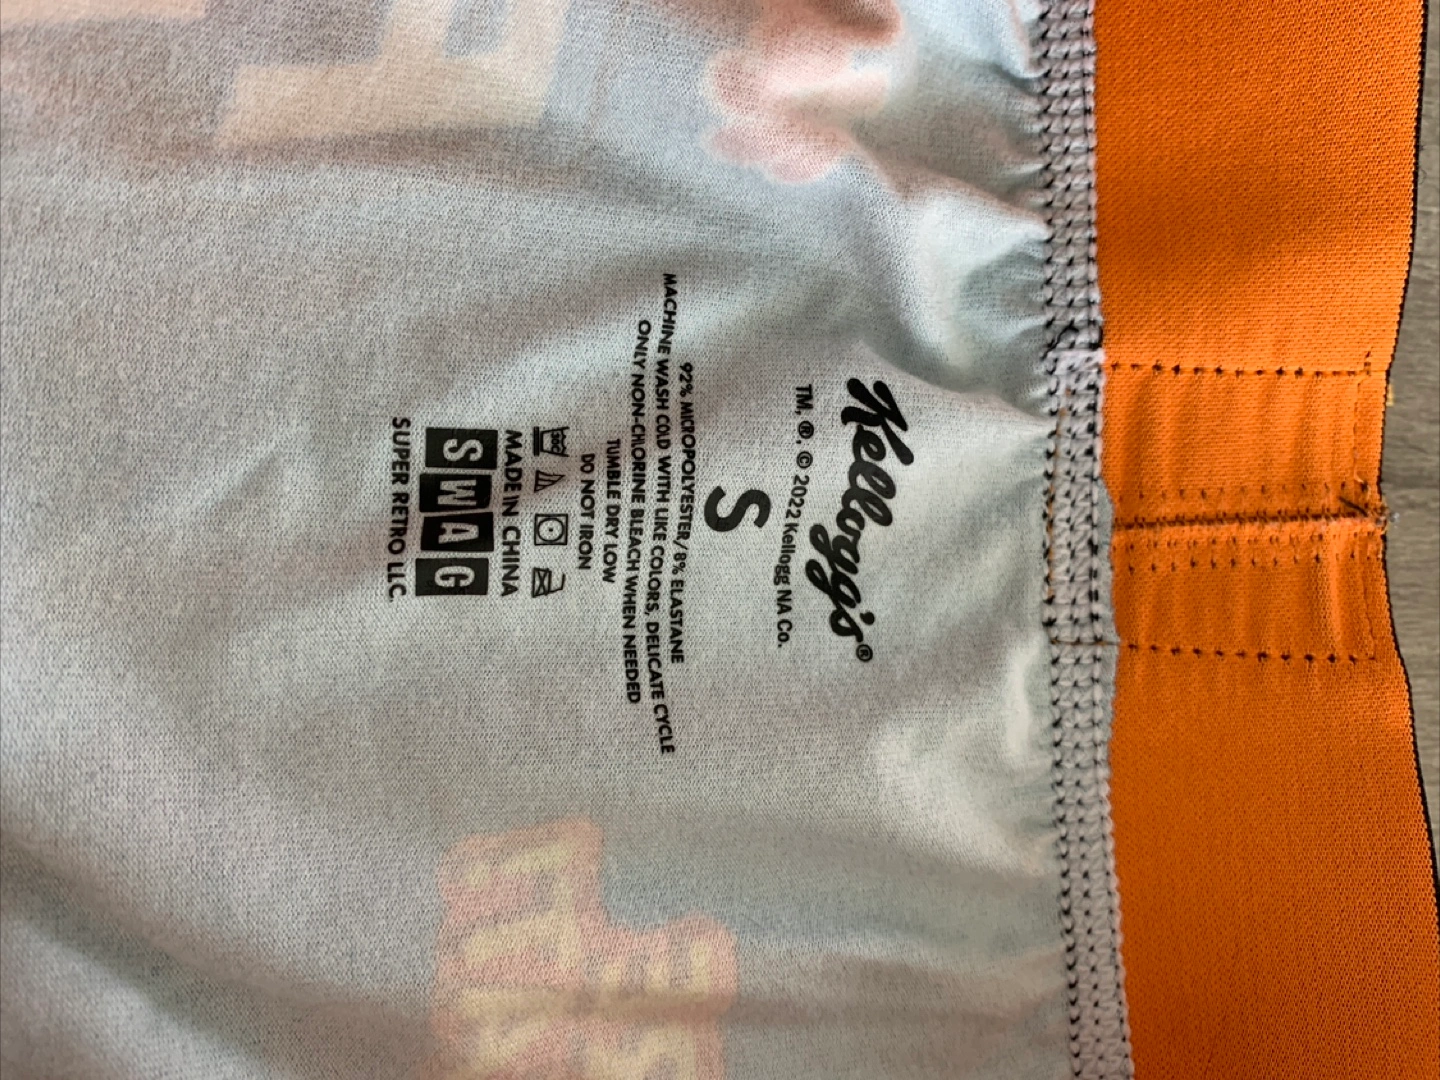 Kellogg's®
TM, ®, © 2022 Kellogg NA Co.
S
92% MICROPOLYESTER/8% ELASTANE
MACHINE WASH COLD WITH LIKE COLORS, DELICATE CYCLE
ONLY NON-CHLORINE BLEACH WHEN NEEDED
TUMBLE DRY LOW
DO NOT IRON
MADE IN CHINA
SWAG
SUPER RETRO LLC.